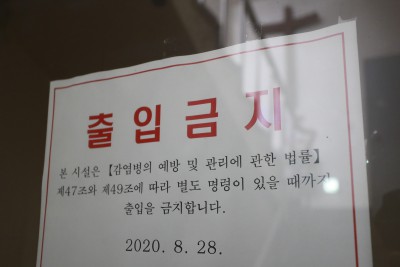 출입금지
본 시설은 【감염병의 예방 및 관리에 관한 법률】
제47조와 제49조에 따라 별도 명령이 있을 때까지
출입을 금지합니다.
2020. 8. 28.